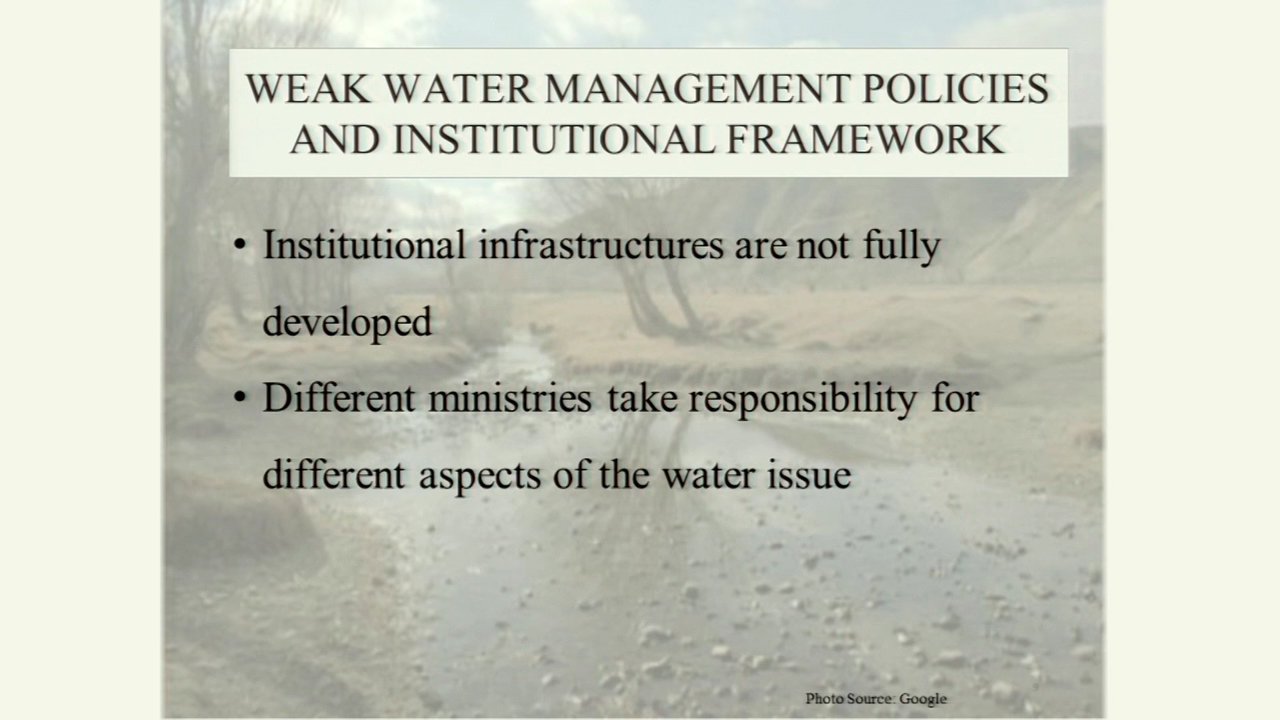 WEAK WATER MANAGEMENT POLICIES
AND INSTITUTIONAL FRAMEWORK
• Institutional infrastructures are not fully
developed
• Different ministries take responsibility for
different aspects of the water issue
Photo Source: Google